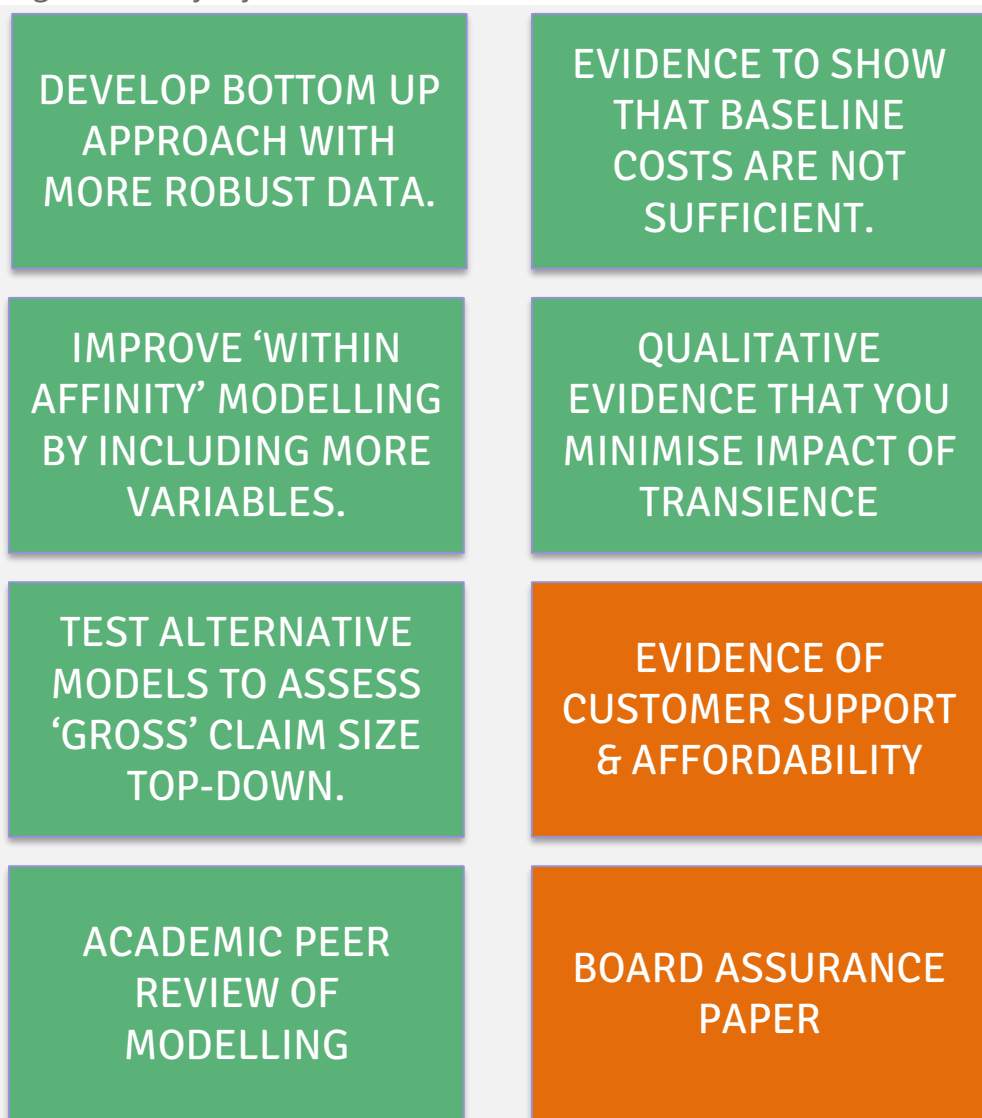 DEVELOP BOTTOM UP
APPROACH WITH
MORE ROBUST DATA.
EVIDENCE TO SHOW
THAT BASELINE
COSTS ARE NOT
SUFFICIENT.
IMPROVE ‘WITHIN
AFFINITY’ MODELLING
BY INCLUDING MORE
VARIABLES.
QUALITATIVE
EVIDENCE THAT YOU
MINIMISE IMPACT OF
TRANSIENCE
TEST ALTERNATIVE
MODELS TO ASSESS
‘GROSS’ CLAIM SIZE
TOP-DOWN.
EVIDENCE OF
CUSTOMER SUPPORT
& AFFORDABILITY
ACADEMIC PEER
REVIEW OF
MODELLING
BOARD ASSURANCE
PAPER